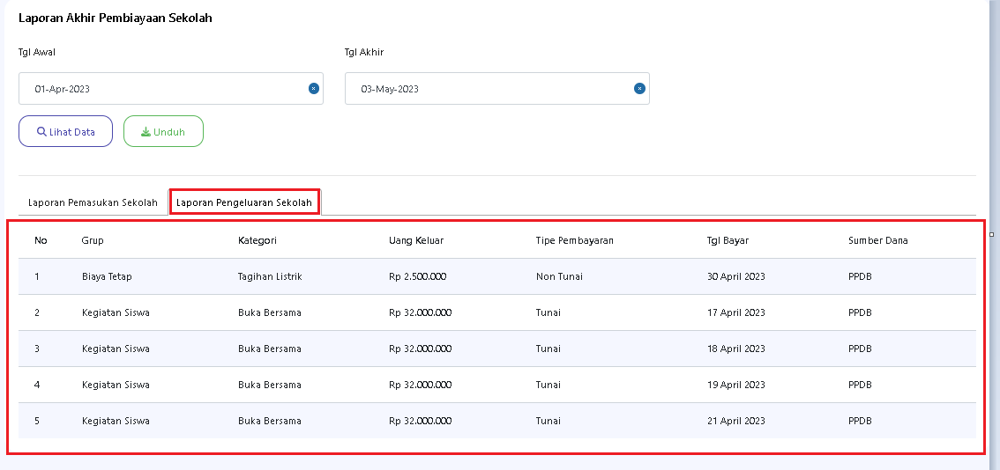 Laporan Akhir Pembiayaan Sekolah
Tgl Awal Tgl Akhir
01-Apr-2023 03-May-2023
Lihat Data Unduh
Laporan Pemasukan Sekolah Laporan Pengeluaran Sekolah
No Grup Kategori Uang Keluar Tipe Pembayaran Tgl Bayar Sumber Dana
1 Biaya Tetap Tagihan Listrik Rp 2.500.000 Non Tunai 30 April 2023 PPDB
2 Kegiatan Siswa Buka Bersama Rp 32.000.000 Tunai 17 April 2023 PPDB
3 Kegiatan Siswa Buka Bersama Rp 32.000.000 Tunai 18 April 2023 PPDB
4 Kegiatan Siswa Buka Bersama Rp 32.000.000 Tunai 19 April 2023 PPDB
5 Kegiatan Siswa Buka Bersama Rp 32.000.000 Tunai 21 April 2023 PPDB